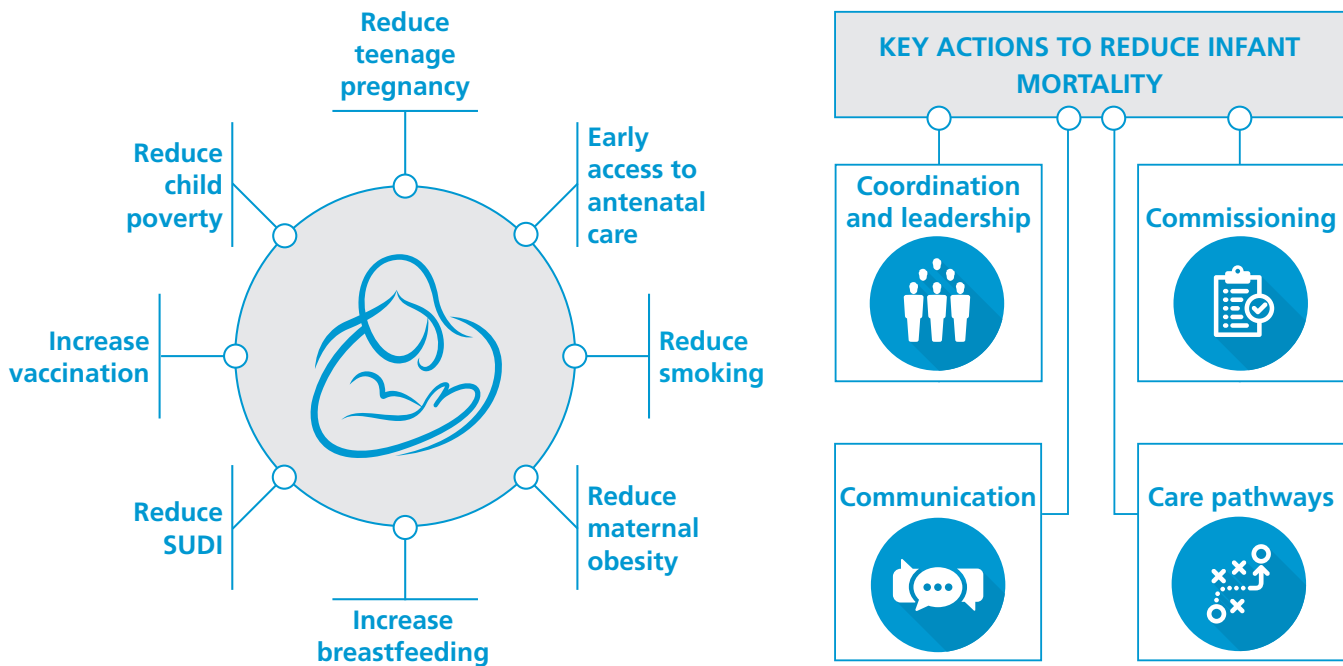 Reduce
teenage
pregnancy
Early
access to
antenatal
care
Reduce
smoking
Reduce
maternal
obesity
Increase
breastfeeding
Reduce
SUDI
Increase
vaccination
Reduce
child
poverty
KEY ACTIONS TO REDUCE INFANT
MORTALITY
Coordination
and leadership
Commissioning
Communication
Care pathways